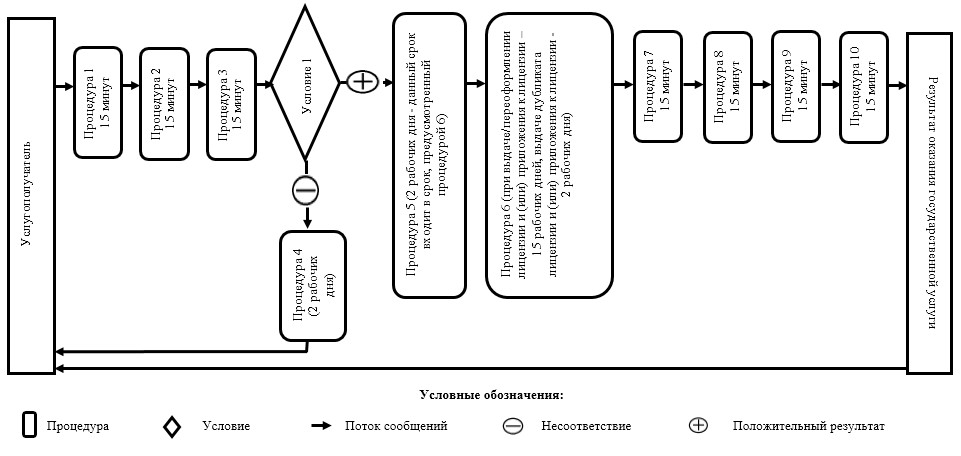 Услугополучатель
Процедура 1
15 минут
Процедура 2
15 минут
Процедура 3
15 минут
Условие 1
Процедура 4
(2 рабочих
дня)
Процедура 5 (2 рабочих дня - данный срок
входит в срок, предусмотренный
процедурой 6)
Процедура 6 (при выдаче/переоформлении
лицензии и (или) приложения к лицензии –
15 рабочих дней, выдаче дубликата
лицензии и (или) приложения к лицензии -
2 рабочих дня)
Процедура 7
15 минут
Процедура 8
15 минут
Процедура 9
15 минут
Процедура 10
15 минут
Результат оказания государственной услуги
Условные обозначения:
Процедура
Условие
Поток сообщений
Несоответствие
Положительный результат